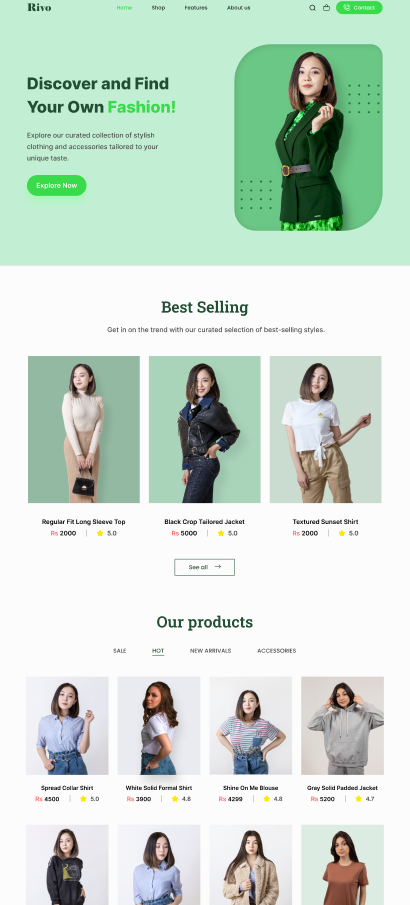 Rivo
Home Shop Features About us Contact
Discover and Find
Your Own Fashion!
Explore our curated collection of stylish
clothing and accessories tailored to your
unique taste.
Explore Now
Best Selling
Get in on the trend with our curated selection of best-selling styles.
Regular Fit Long Sleeve Top
Rs 2000 | 5.0
Black Crop Tailored Jacket
Rs 5000 | 5.0
Textured Sunset Shirt
Rs 2000 | 5.0
See all
Our products
SALE HOT NEW ARRIVALS ACCESSORIES
Spread Collar Shirt
Rs 4500 | 5.0
White Solid Formal Shirt
Rs 3900 | 4.8
Shine On Me Blouse
Rs 4299 | 4.8
Gray Solid Padded Jacket
Rs 5200 | 4.7